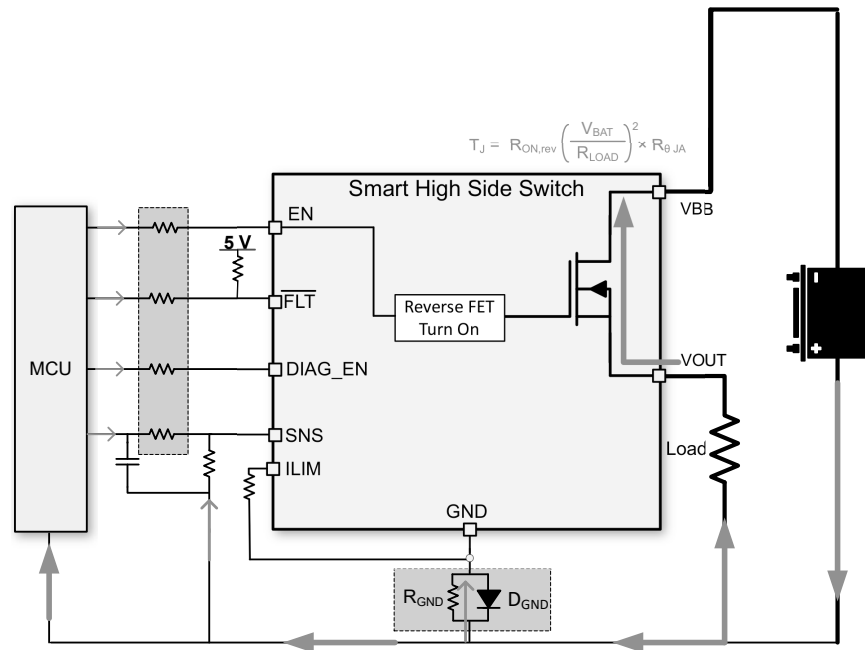 T_J = R_ON,rev (V_BAT / R_LOAD)² × R_θJA
Smart High Side Switch
VBB
EN
5 V
FLT
Reverse FET
Turn On
MCU
DIAG_EN
VOUT
SNS
ILIM
Load
GND
R_GND
D_GND
-
+